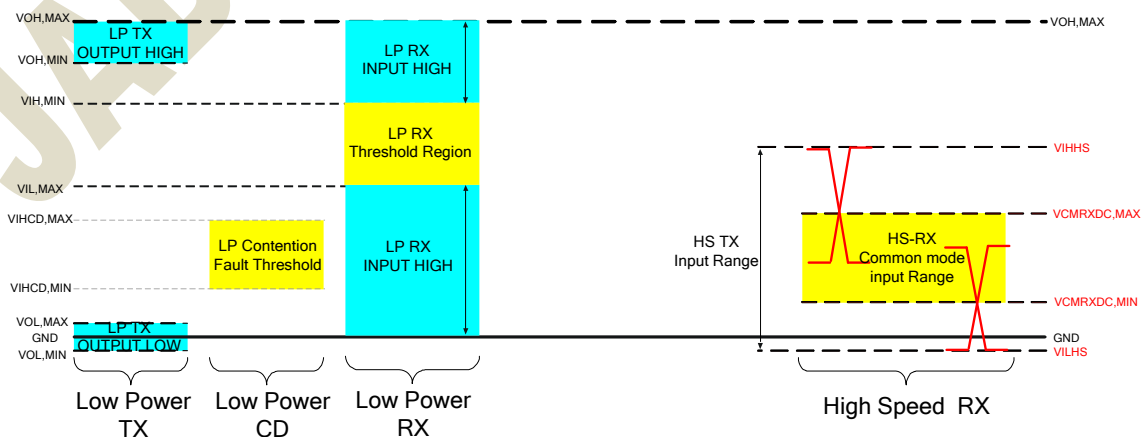 VOH,MAX
LP TX
OUTPUT HIGH
VOH,MIN
VIH,MIN
VIL,MAX
VIHCD,MAX
VIHCD,MIN
VOL,MAX
GND
VOL,MIN
LP TX
OUTPUT LOW
LP Contention
Fault Threshold
LP RX
INPUT HIGH
LP RX
Threshold Region
LP RX
INPUT HIGH
HS TX
Input Range
HS-RX
Common mode
input Range
VOH,MAX
VIHHS
VCMRXDC,MAX
VCMRXDC,MIN
GND
VILHS
Low Power
TX
Low Power
CD
Low Power
RX
High Speed RX
JAD